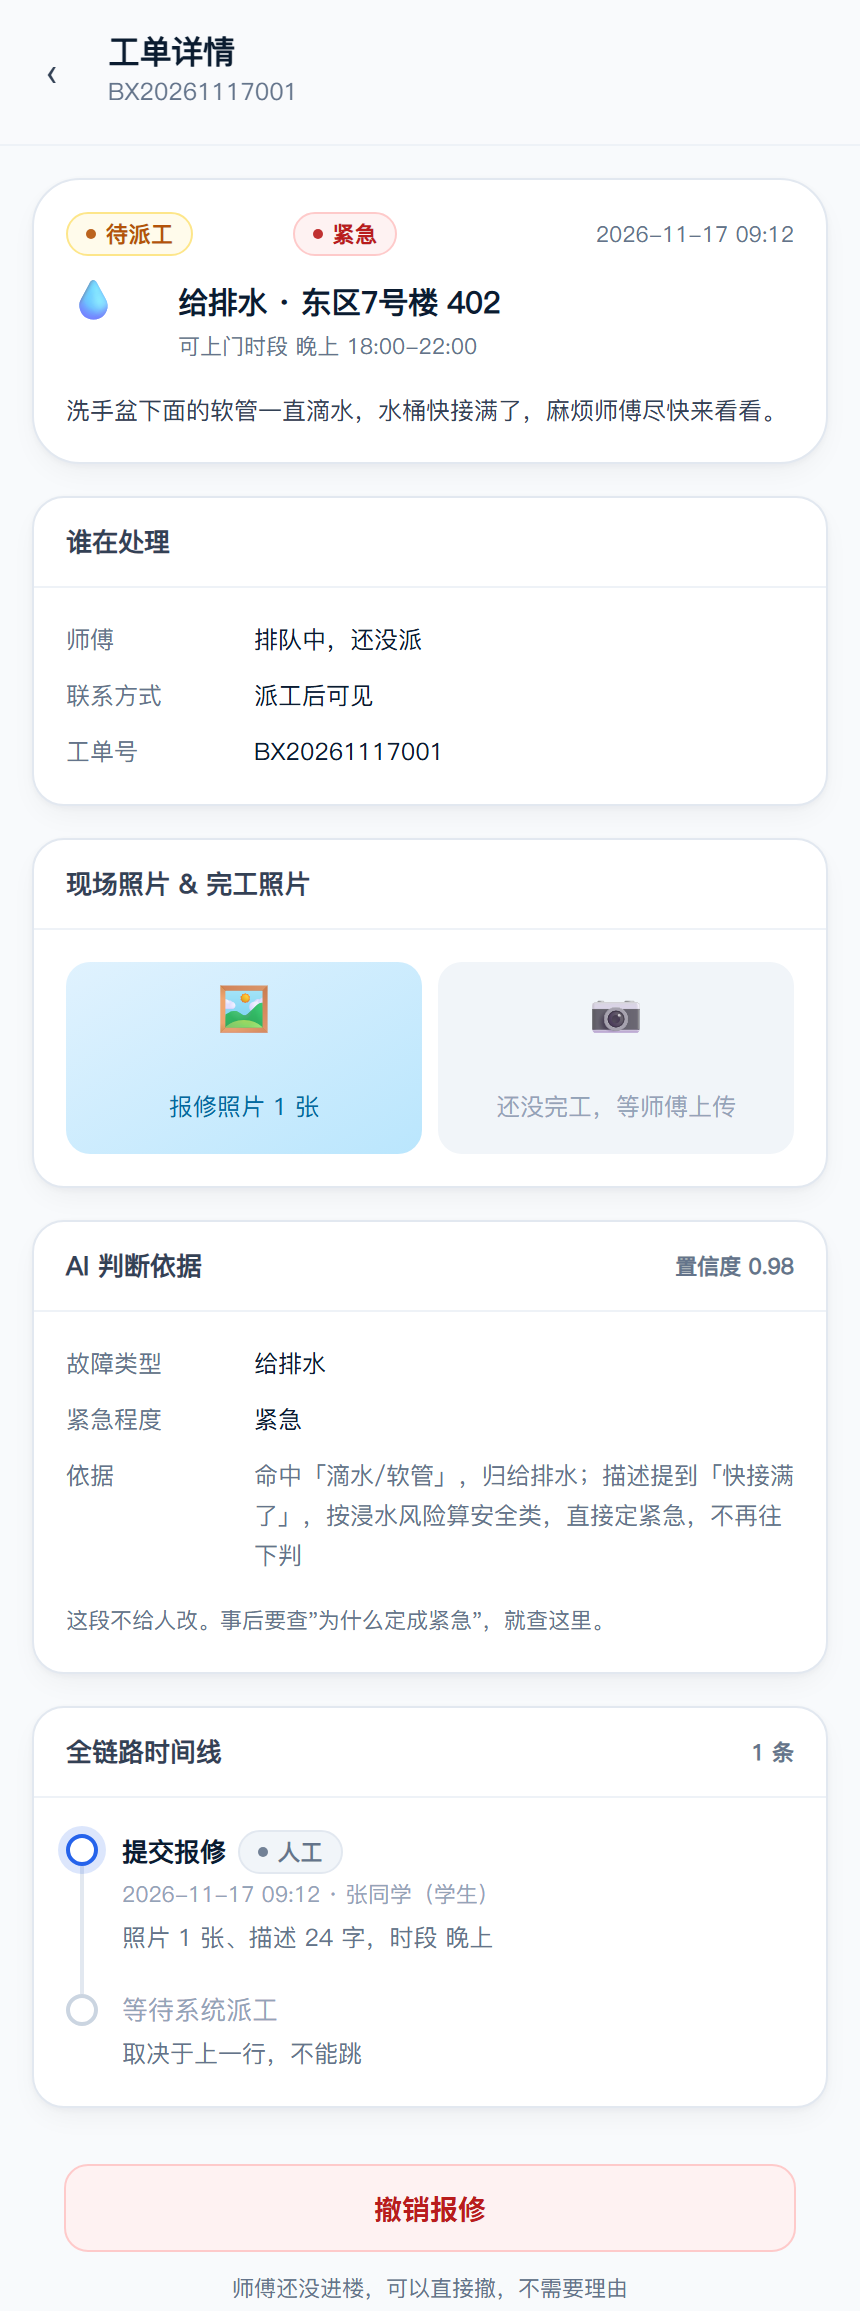 ‹
工单详情
BX20261117001
待派工 紧急 2026-11-17 09:12
给排水 · 东区7号楼 402
可上门时段 晚上 18:00-22:00
洗手盆下面的软管一直滴水，水桶快接满了，麻烦师傅尽快来看看。
谁在处理
师傅 排队中，还没派
联系方式 派工后可见
工单号 BX20261117001
现场照片 & 完工照片
报修照片 1 张 还没完工，等师傅上传
AI 判断依据 置信度 0.98
故障类型 给排水
紧急程度 紧急
依据 命中「滴水/软管」，归给排水；描述提到「快接满
了」，按浸水风险算安全类，直接定紧急，不再往
下判
这段不给人改。事后要查”为什么定成紧急”，就查这里。
全链路时间线 1 条
提交报修 人工
2026-11-17 09:12 · 张同学（学生）
照片 1 张、描述 24 字，时段 晚上
等待系统派工
取决于上一行，不能跳
撤销报修
师傅还没进楼，可以直接撤，不需要理由